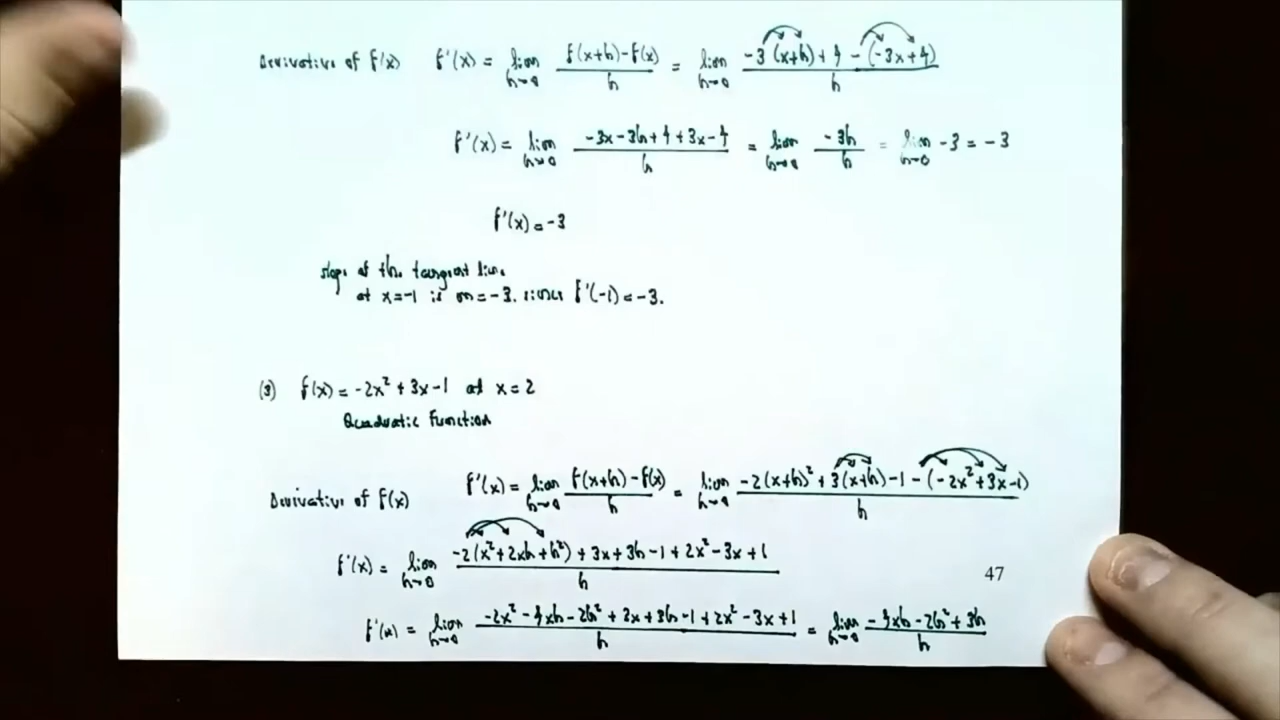 Derivative of f(x) f'(x) = lim h→0 f(x+h)-f(x) / h = lim h→0 -3(x+h)+4-(-3x+4) / h
f'(x) = lim h→0 -3x-3h+4+3x-4 / h = lim h→0 -3h / h = lim h→0 -3 = -3
f'(x) = -3
slope of the tangent line
at x=-1 is m=-3. since f'(-1) = -3.
(3) f(x) = -2x²+3x-1 at x=2
Quadratic Function
Derivative of f(x) f'(x) = lim h→0 f(x+h)-f(x) / h = lim h→0 -2(x+h)²+3(x+h)-1-(-2x²+3x-1) / h
f'(x) = lim h→0 -2(x²+2xh+h²)+3x+3h-1+2x²-3x+1 / h
47
f'(x) = lim h→0 -2x²-4xh-2h²+3x+3h-1+2x²-3x+1 / h = lim h→0 -4xh-2h²+3h / h